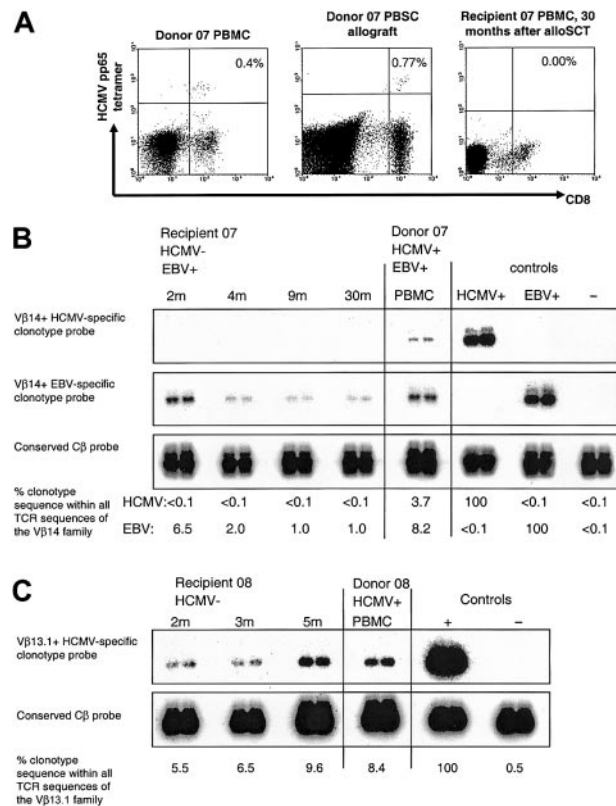 A
Donor 07 PBMC
Donor 07 PBSC
allograft
Recipient 07 PBMC, 30
months after alloSCT
HCMV pp65
tetramer
0.4%
0.77%
0.00%
CD8
B
Recipient 07
HCMV-
EBV+
Donor 07
HCMV+
EBV+
controls
2m 4m 9m 30m PBMC HCMV+ EBV+ –
Vβ14+ HCMV-specific
clonotype probe
Vβ14+ EBV-specific
clonotype probe
Conserved Cβ probe
% clonotype
sequence within all
TCR sequences of
the Vβ14 family
HCMV: <0.1 <0.1 <0.1 <0.1 3.7 100 <0.1 <0.1
EBV: 6.5 2.0 1.0 1.0 8.2 <0.1 100 <0.1
C
Recipient 08
HCMV-
Donor 08
HCMV+
Controls
2m 3m 5m PBMC + –
Vβ13.1+ HCMV-specific
clonotype probe
Conserved Cβ probe
% clonotype
sequence within all
TCR sequences of
the Vβ13.1 family
5.5 6.5 9.6 8.4 100 0.5